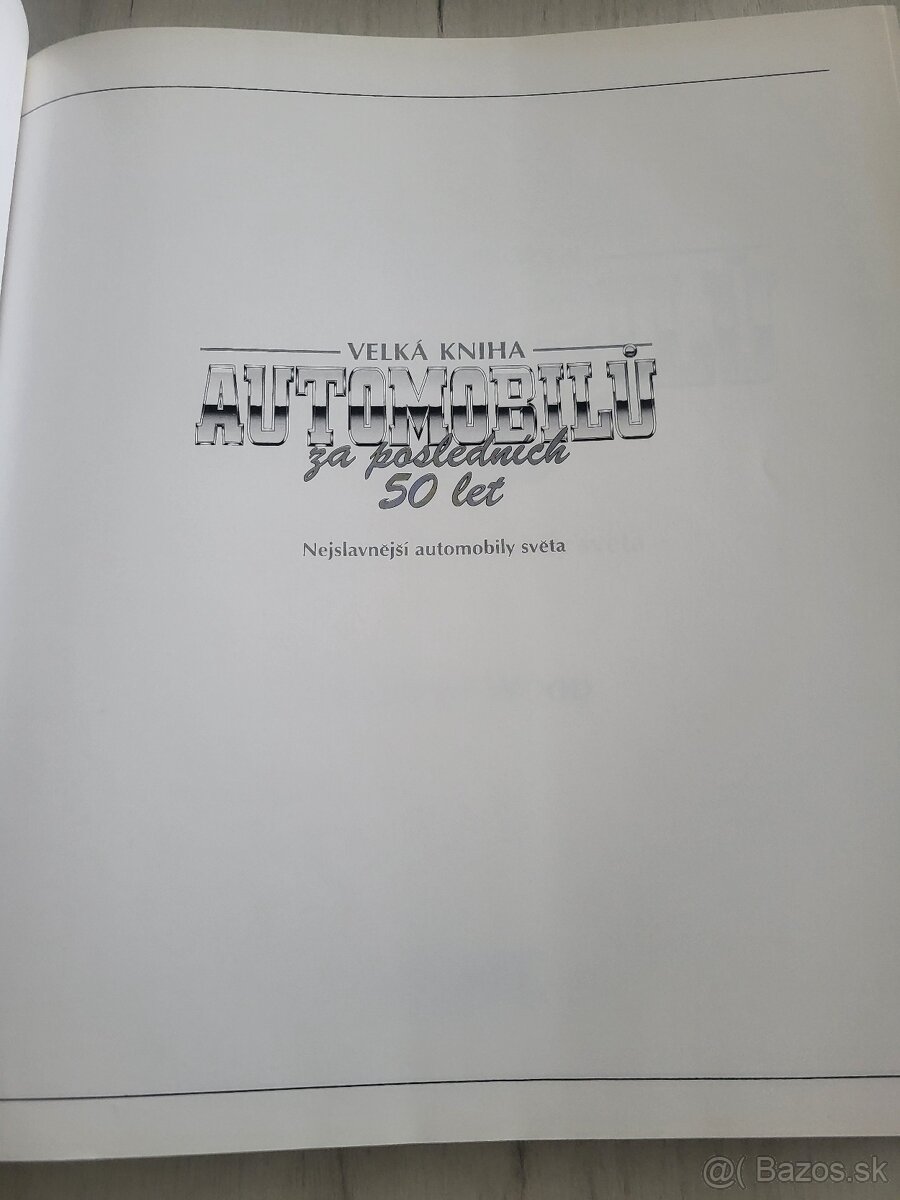 VELKÁ KNIHA
AUTOMOBILŮ
za posledních
50 let
Nejslavnější automobily světa
@( Bazos.sk